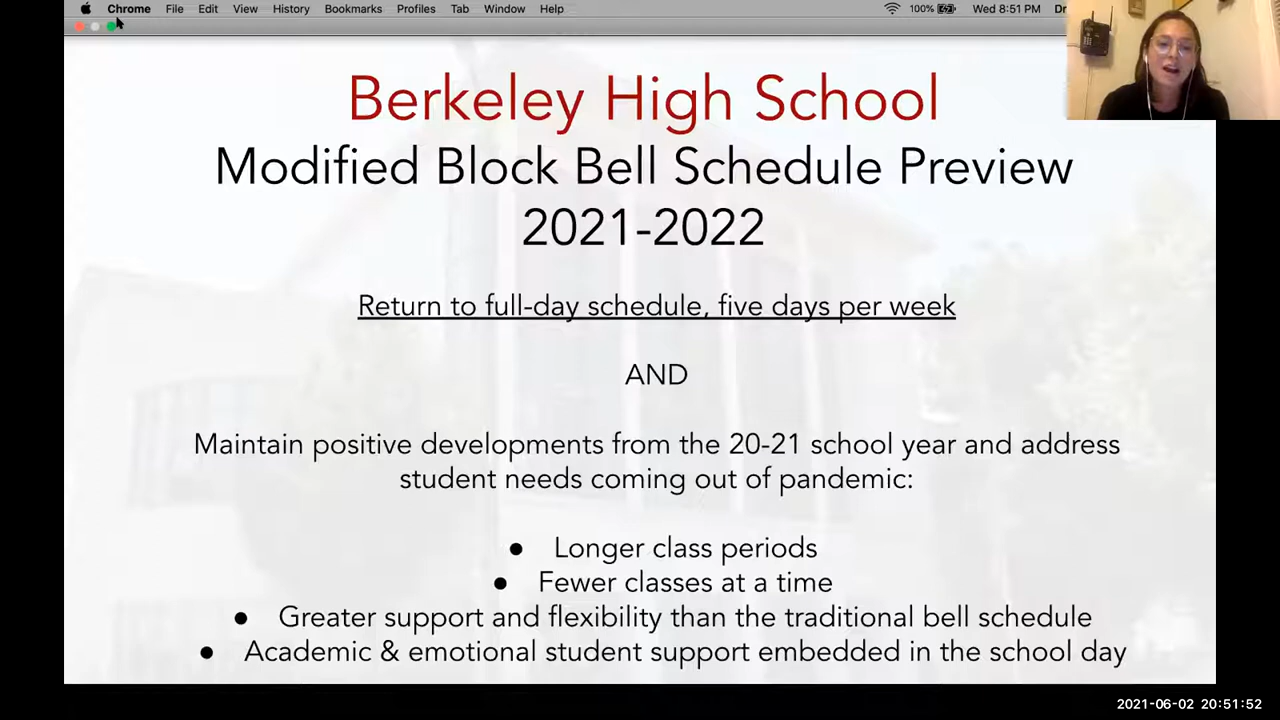 Chrome File Edit View History Bookmarks Profiles Tab Window Help 100% Wed 8:51 PM Dr
Berkeley High School
Modified Block Bell Schedule Preview
2021-2022
Return to full-day schedule, five days per week
AND
Maintain positive developments from the 20-21 school year and address
student needs coming out of pandemic:
● Longer class periods
● Fewer classes at a time
● Greater support and flexibility than the traditional bell schedule
● Academic & emotional student support embedded in the school day
2021-06-02 20:51:52